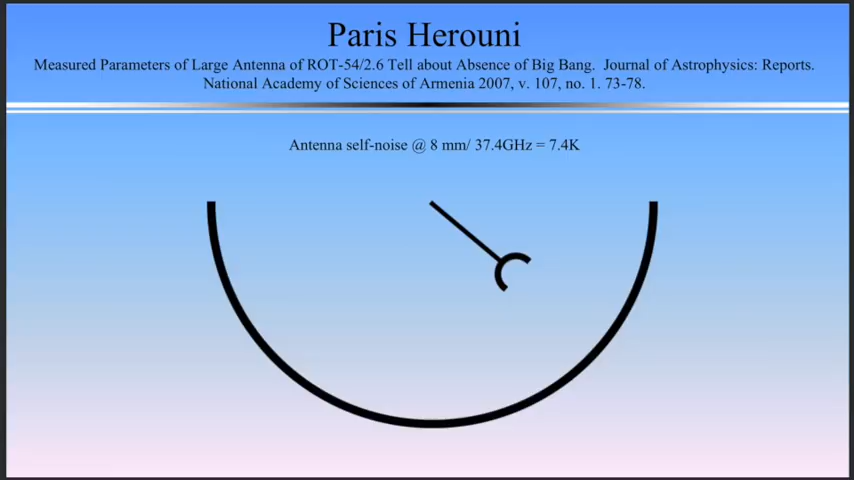 Paris Herouni
Measured Parameters of Large Antenna of ROT-54/2.6 Tell about Absence of Big Bang. Journal of Astrophysics: Reports.
National Academy of Sciences of Armenia 2007, v. 107, no. 1. 73-78.
Antenna self-noise @ 8 mm/ 37.4GHz = 7.4K